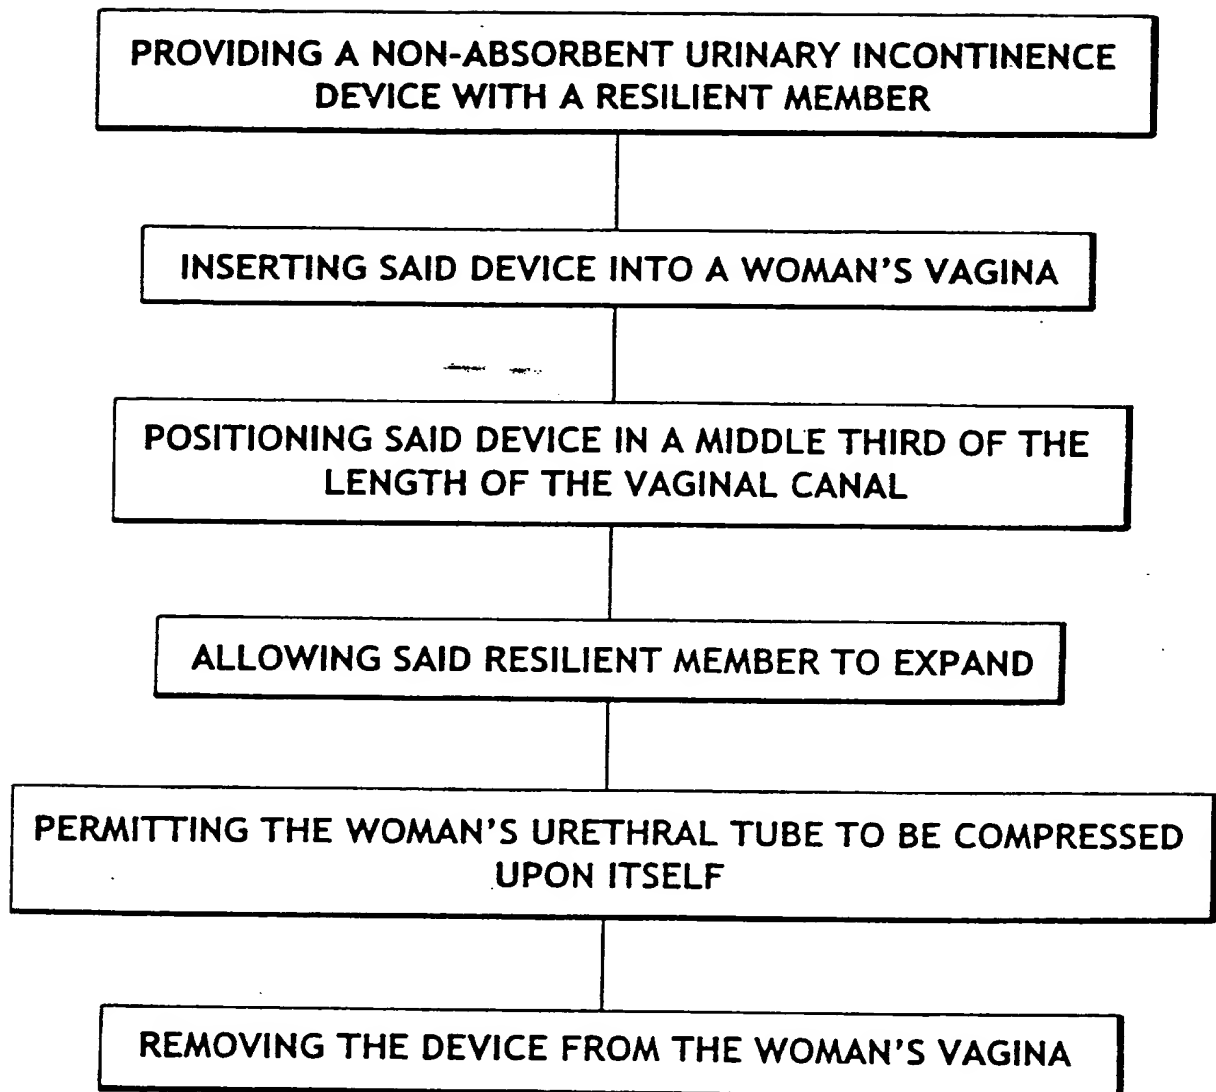 PROVIDING A NON-ABSORBENT URINARY INCONTINENCE
DEVICE WITH A RESILIENT MEMBER
INSERTING SAID DEVICE INTO A WOMAN'S VAGINA
POSITIONING SAID DEVICE IN A MIDDLE THIRD OF THE
LENGTH OF THE VAGINAL CANAL
ALLOWING SAID RESILIENT MEMBER TO EXPAND
PERMITTING THE WOMAN'S URETHRAL TUBE TO BE COMPRESSED
UPON ITSELF
REMOVING THE DEVICE FROM THE WOMAN'S VAGINA